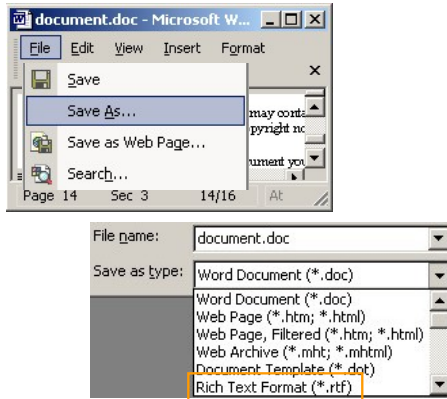 document.doc - Microsoft W...
File Edit View Insert Format
Save
Save As...
may conta
pyright no
Save as Web Page...
ument you
Search...
Page 14 Sec 3 14/16 At
File name: document.doc
Save as type: Word Document (*.doc)
Word Document (*.doc)
Web Page (*.htm; *.html)
Web Page, Filtered (*.htm; *.html)
Web Archive (*.mht; *.mhtml)
Document Template (*.dot)
Rich Text Format (*.rtf)